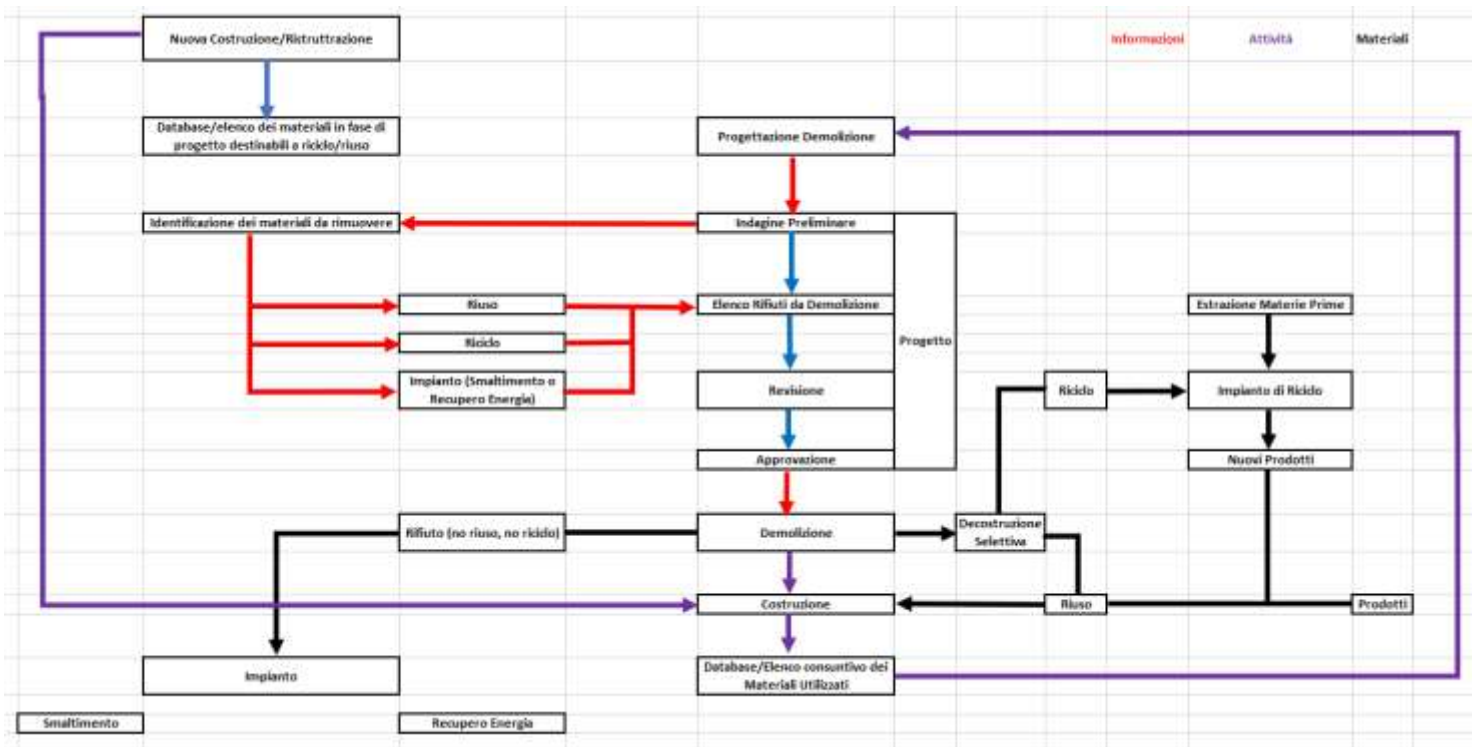 Nuova Costruzione/Ristruttrazione
Informazioni
Attività
Materiali
Database/elenco dei materiali in fase di
progetto destinabili a riciclo/riuso
Progettazione Demolizione
Identificazione dei materiali da rimuovere
Indagine Preliminare
Riuso
Elenco Rifiuti da Demolizione
Estrazione Materie Prime
Riciclo
Progetto
Impianto (Smaltimento o
Recupero Energia)
Revisione
Riciclo
Impianto di Riciclo
Approvazione
Nuovi Prodotti
Rifiuto (no riuso, no riciclo)
Demolizione
Decostruzione
Selettiva
Costruzione
Riuso
Prodotti
Impianto
Database/Elenco consuntivo dei
Materiali Utilizzati
Smaltimento
Recupero Energia